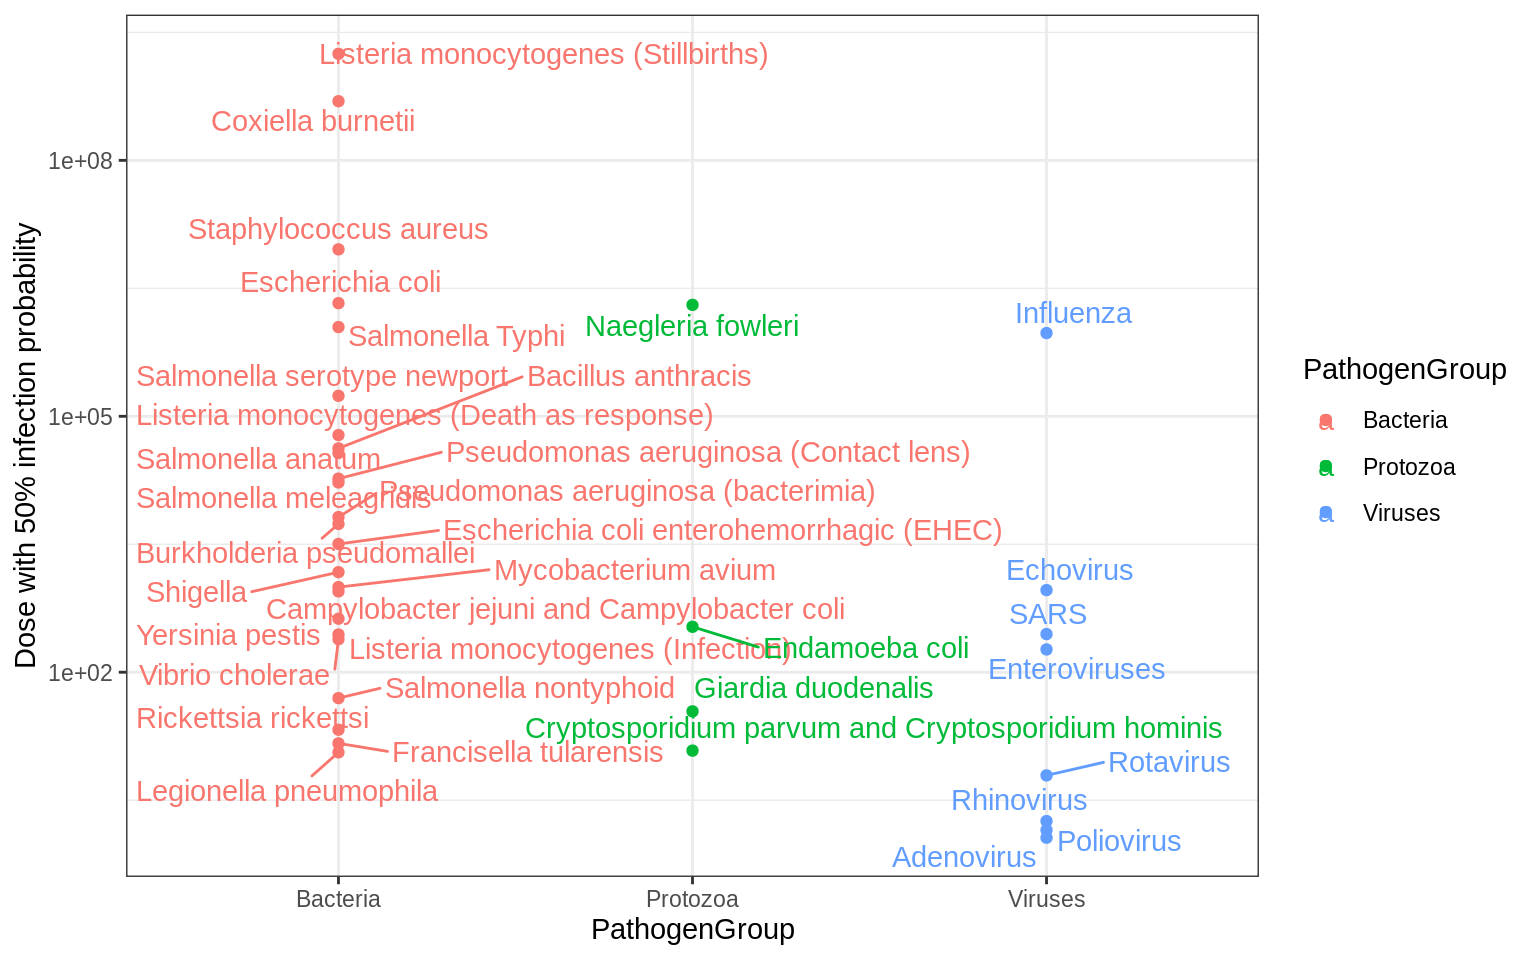 Listeria monocytogenes (Stillbirths)
Coxiella burnetii
1e+08
Staphylococcus aureus
Escherichia coli
Naegleria fowleri
Influenza
Salmonella Typhi
PathogenGroup
Salmonella serotype newport
Bacillus anthracis
1e+05
Listeria monocytogenes (Death as response)
a Bacteria
Salmonella anatum
Pseudomonas aeruginosa (Contact lens)
a Protozoa
Salmonella meleagridis
Pseudomonas aeruginosa (bacterimia)
a Viruses
Dose with 50% infection probability
Escherichia coli enterohemorrhagic (EHEC)
Burkholderia pseudomallei
Mycobacterium avium
Echovirus
Shigella
Campylobacter jejuni and Campylobacter coli
SARS
Yersinia pestis
Listeria monocytogenes (Infection)
Endamoeba coli
Enteroviruses
1e+02
Vibrio cholerae
Salmonella nontyphoid
Giardia duodenalis
Rickettsia rickettsi
Cryptosporidium parvum and Cryptosporidium hominis
Francisella tularensis
Rotavirus
Legionella pneumophila
Rhinovirus
Poliovirus
Adenovirus
Bacteria
Protozoa
Viruses
PathogenGroup